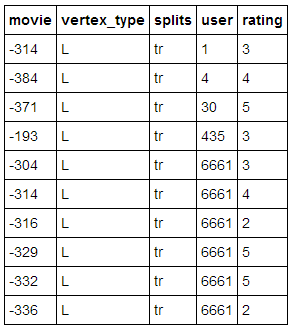 movie vertex_type splits user rating
-314 L tr 1 3
-384 L tr 4 4
-371 L tr 30 5
-193 L tr 435 3
-304 L tr 6661 3
-314 L tr 6661 4
-316 L tr 6661 2
-329 L tr 6661 5
-332 L tr 6661 5
-336 L tr 6661 2